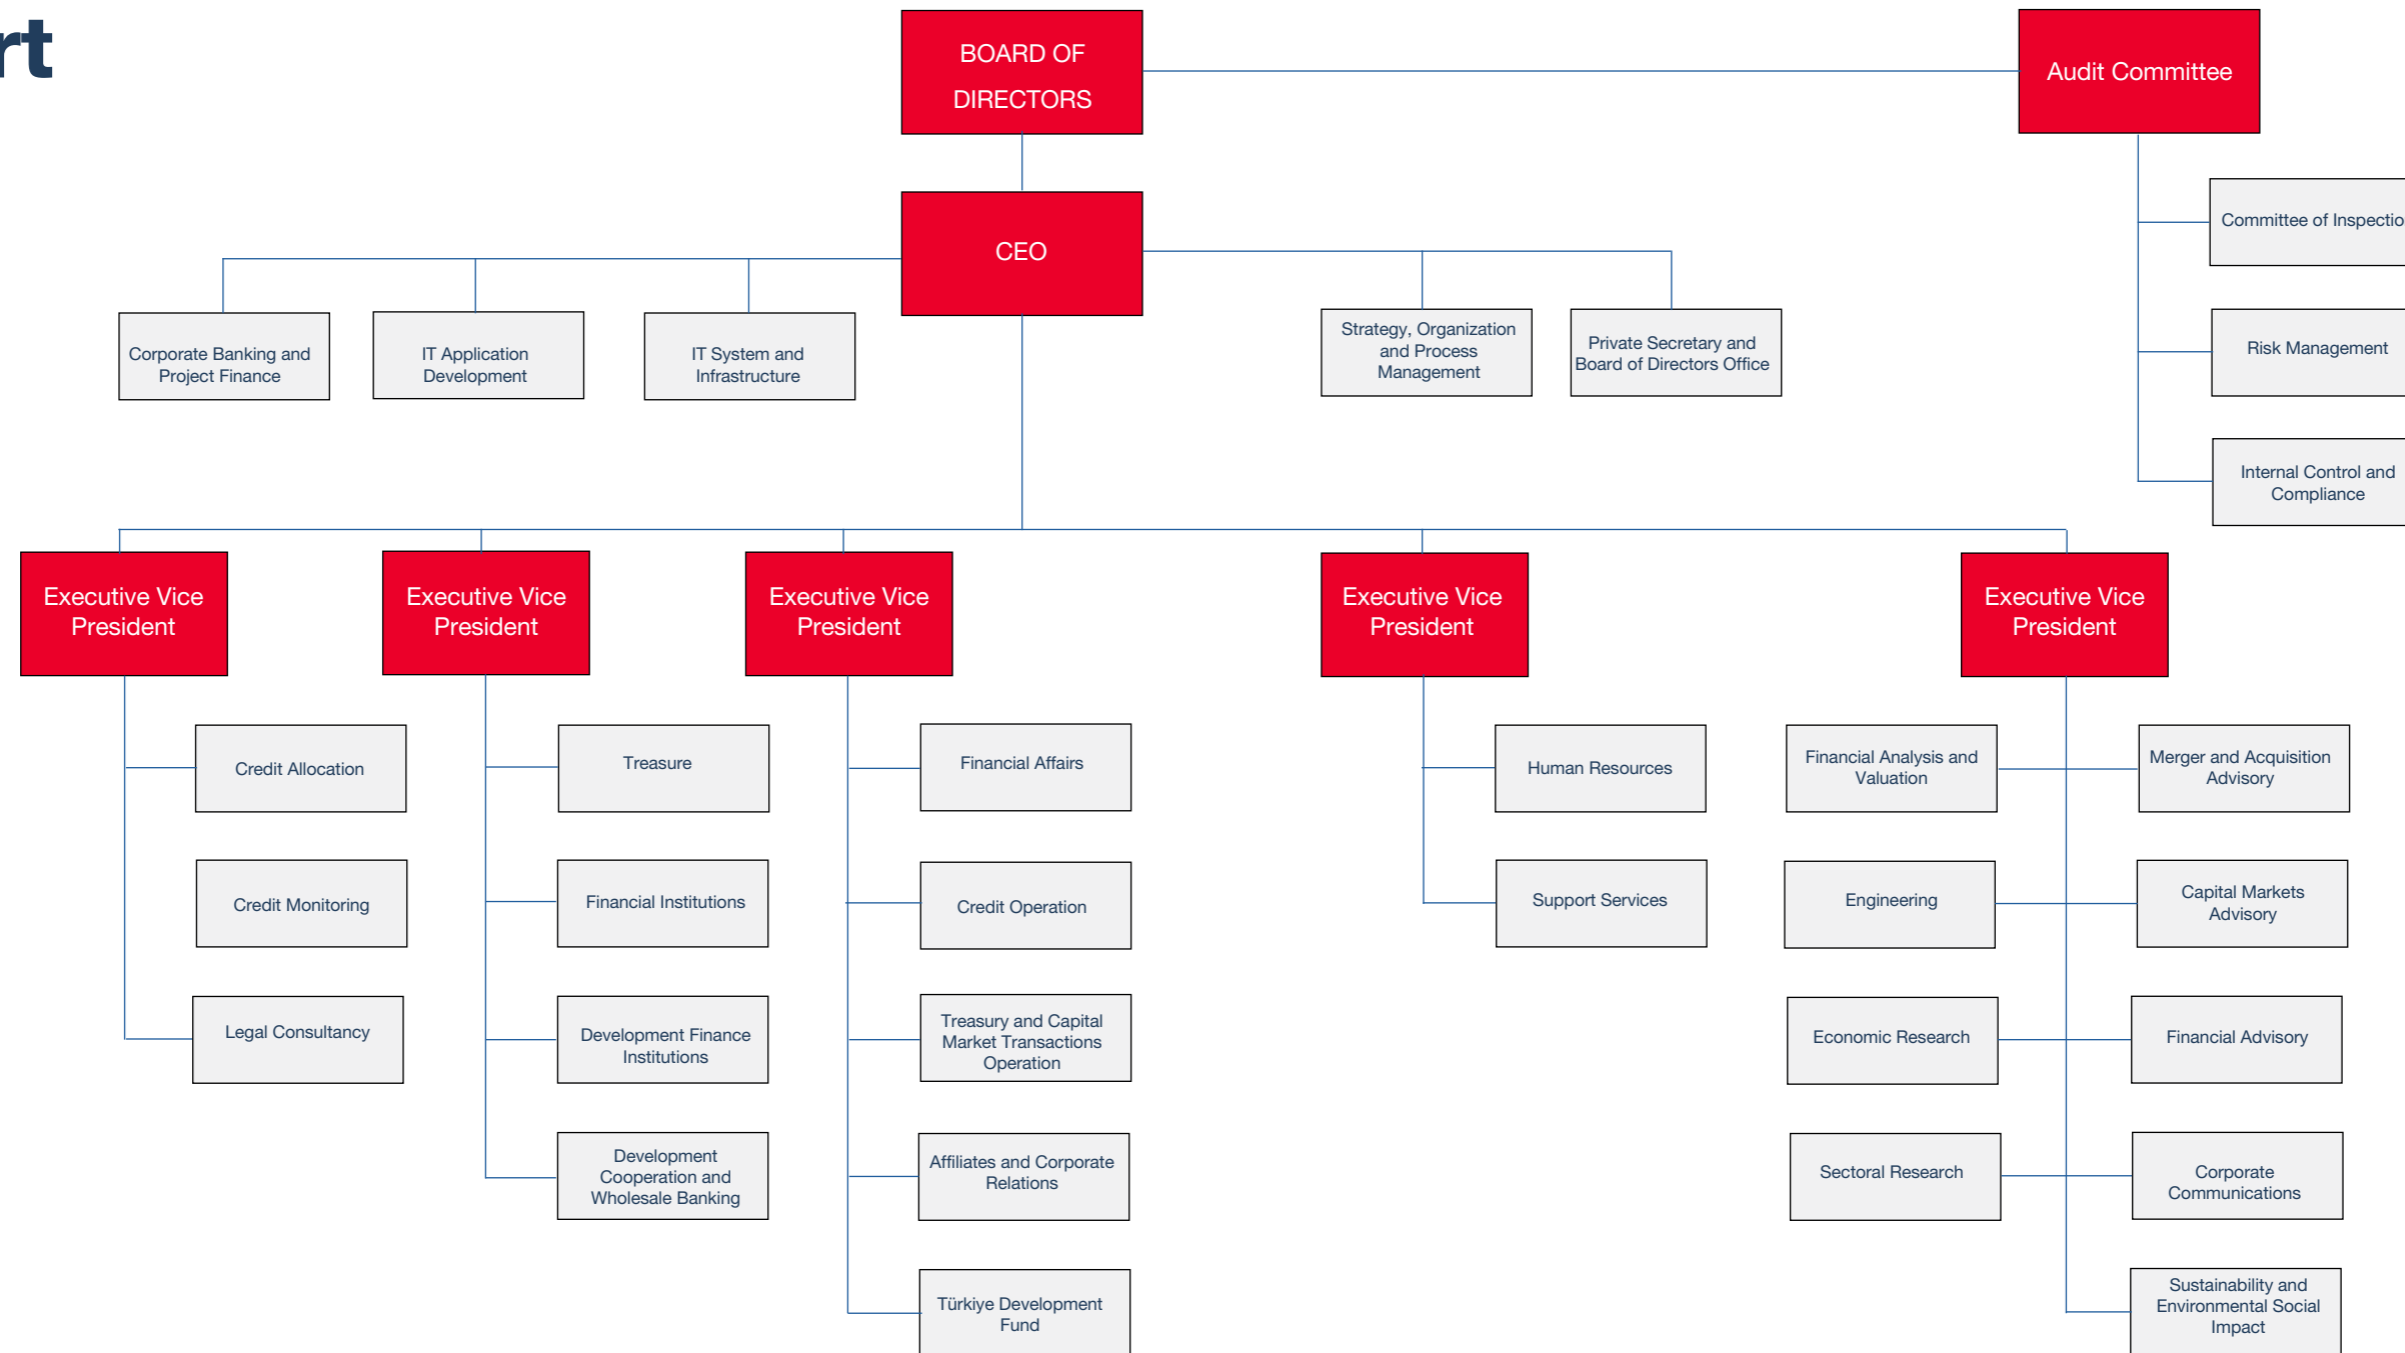 rt
BOARD OF
DIRECTORS
Audit Committee
CEO
Committee of Inspectio
Risk Management
Internal Control and
Compliance
Corporate Banking and
Project Finance
IT Application
Development
IT System and
Infrastructure
Strategy, Organization
and Process
Management
Private Secretary and
Board of Directors Office
Executive Vice
President
Credit Allocation
Credit Monitoring
Legal Consultancy
Executive Vice
President
Treasure
Financial Institutions
Development Finance
Institutions
Development
Cooperation and
Wholesale Banking
Executive Vice
President
Financial Affairs
Credit Operation
Treasury and Capital
Market Transactions
Operation
Affiliates and Corporate
Relations
Türkiye Development
Fund
Executive Vice
President
Human Resources
Support Services
Executive Vice
President
Financial Analysis and
Valuation
Merger and Acquisition
Advisory
Engineering
Capital Markets
Advisory
Economic Research
Financial Advisory
Sectoral Research
Corporate
Communications
Sustainability and
Environmental Social
Impact